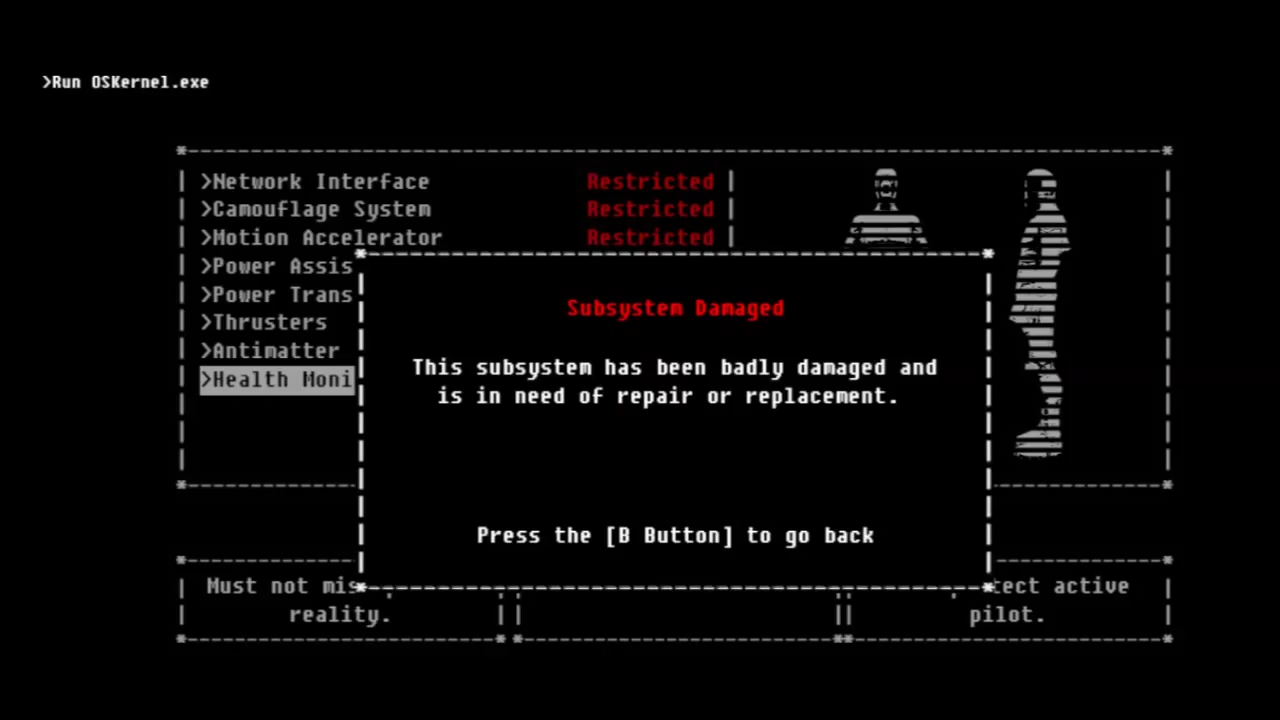 >Run OSKernel.exe
>Network Interface Restricted
>Camouflage System Restricted
>Motion Accelerator Restricted
>Power Assis
>Power Trans
>Thrusters
>Antimatter
>Health Moni
Subsystem Damaged
This subsystem has been badly damaged and
is in need of repair or replacement.
Press the [B Button] to go back
Must not mis
reality.
tect active
pilot.